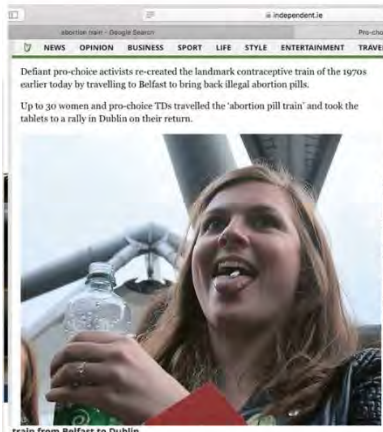 independent.ie
abortion train - Google Search
Pro-cho
NEWS OPINION BUSINESS SPORT LIFE STYLE ENTERTAINMENT TRAVE
Defiant pro-choice activists re-created the landmark contraceptive train of the 1970s
earlier today by travelling to Belfast to bring back illegal abortion pills.
Up to 30 women and pro-choice TDs travelled the 'abortion pill train' and took the
tablets to a rally in Dublin on their return.
train from Belfast to Dublin